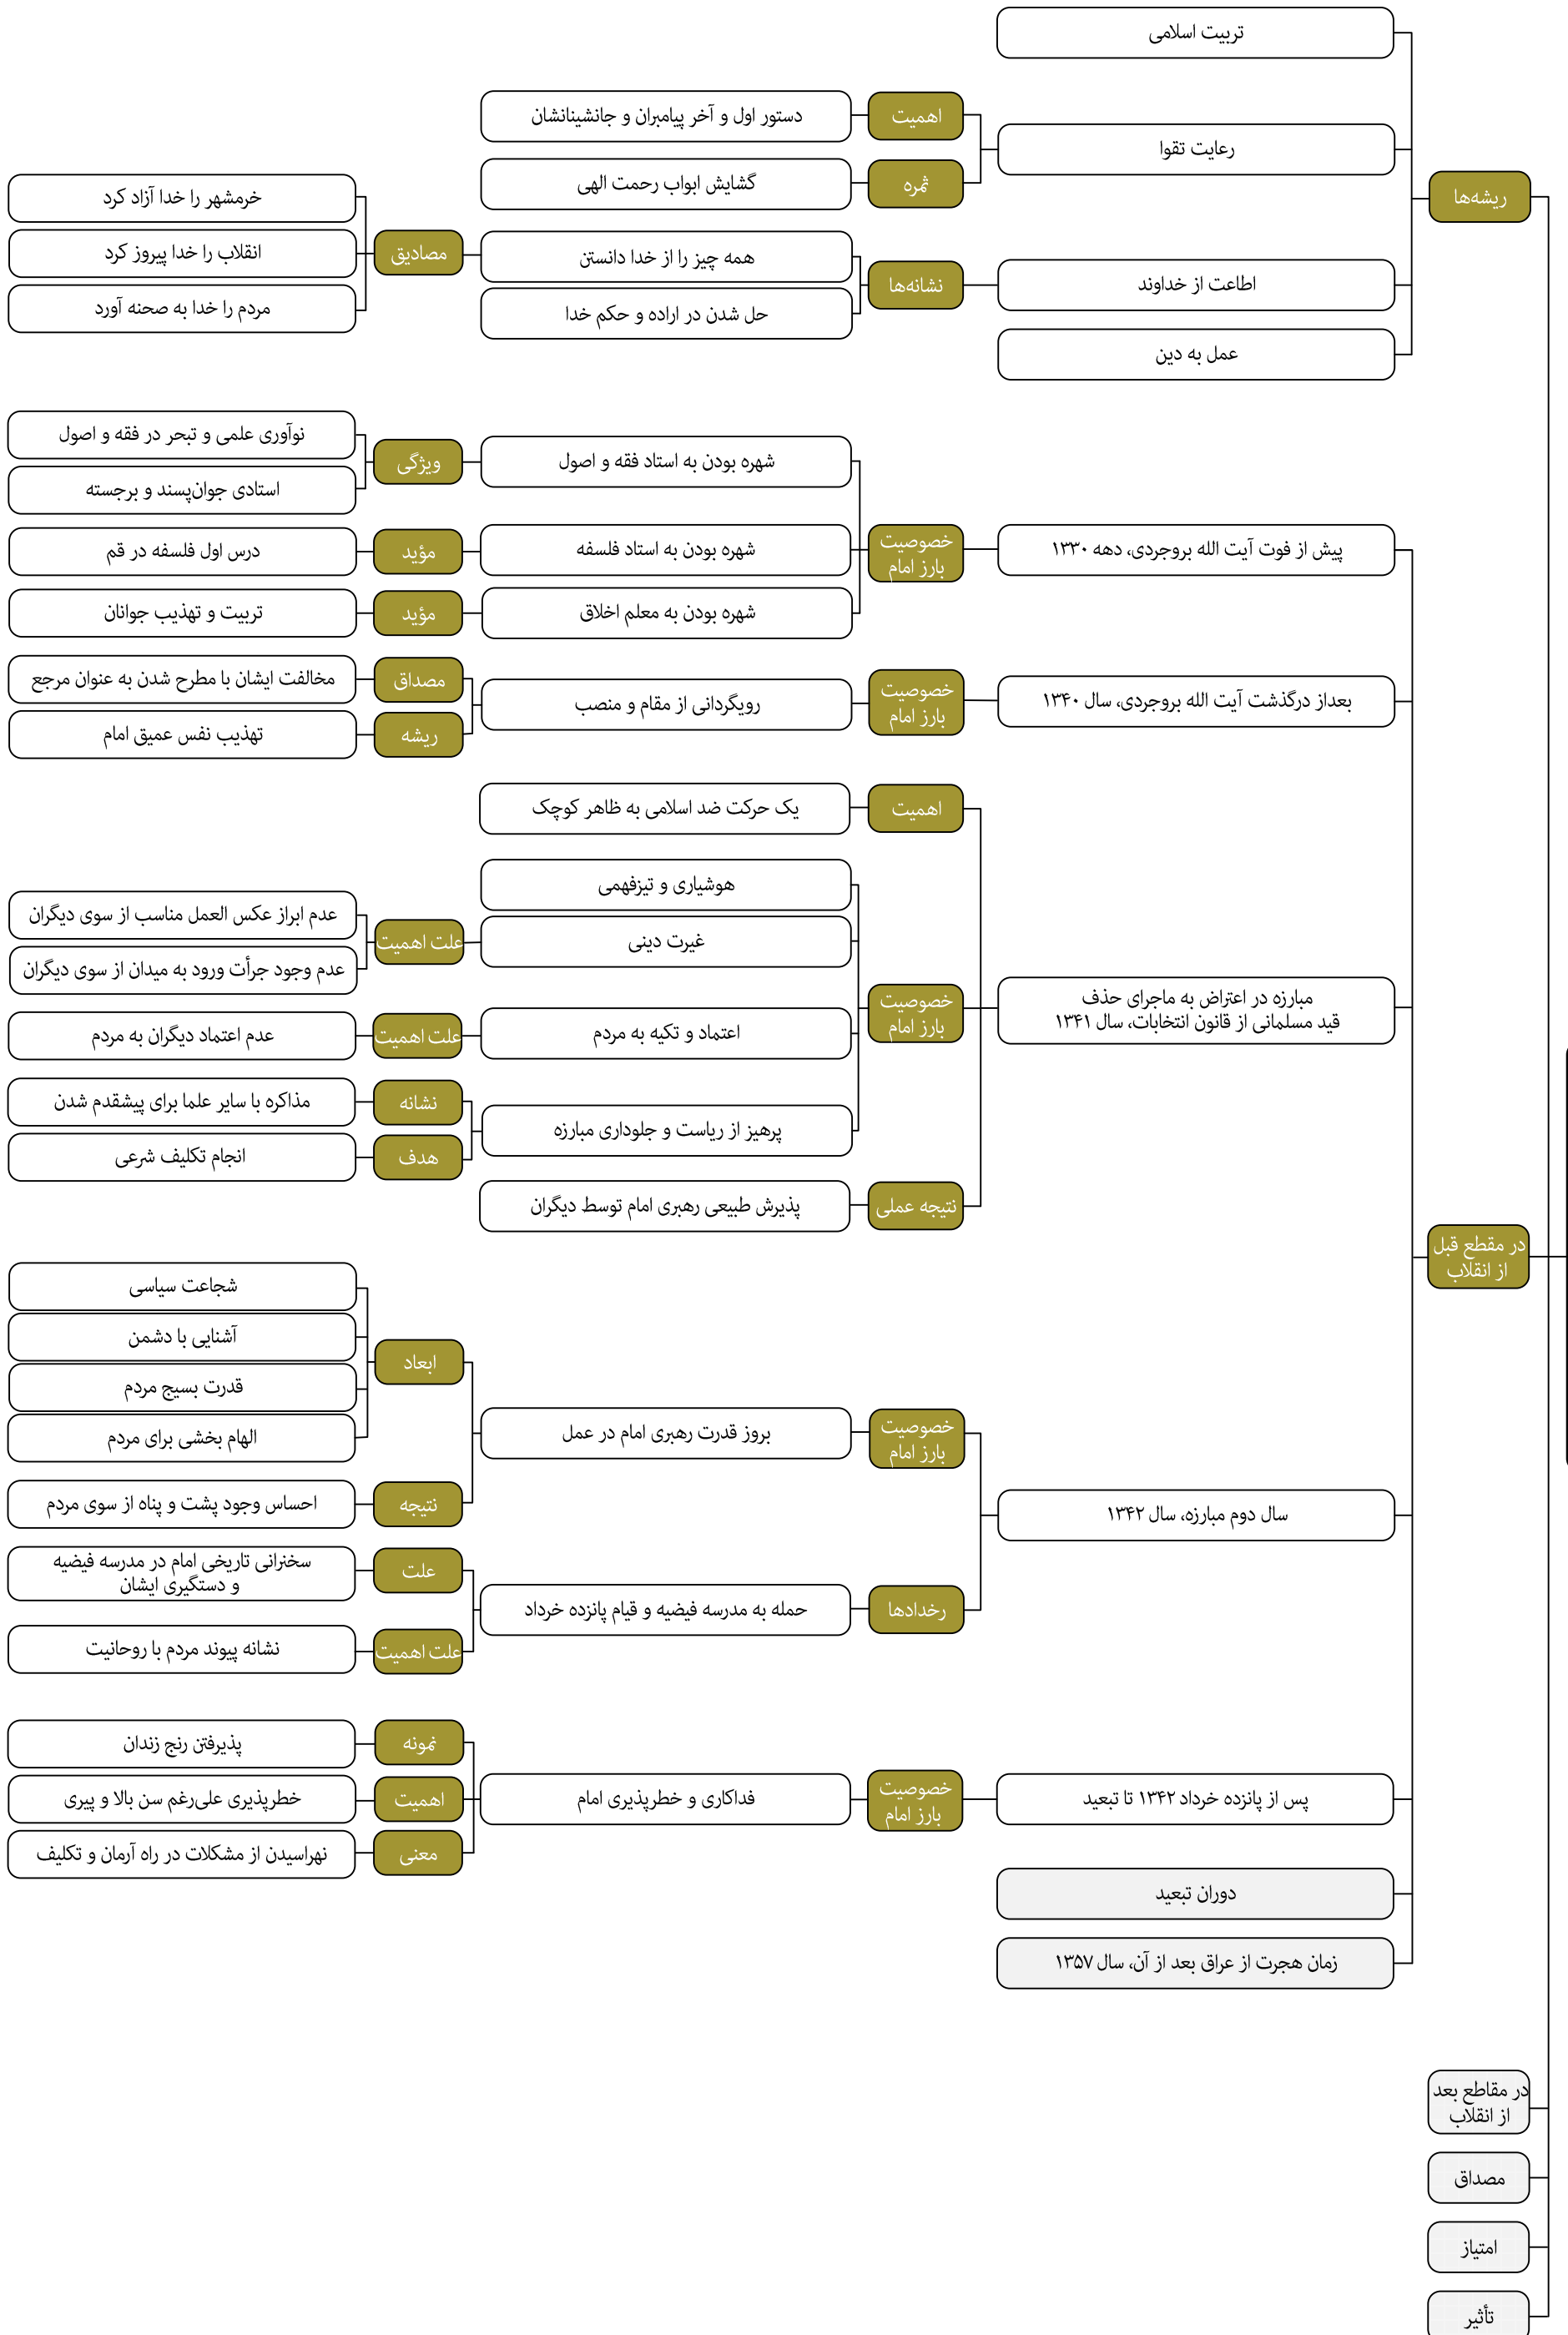 ریشه‌ها
تربیت اسلامی
رعایت تقوا
اهمیت
دستور اول و آخر پیامبران و جانشینانشان
ثمره
گشایش ابواب رحمت الهی
اطاعت از خداوند
نشانه‌ها
همه چیز را از خدا دانستن
مصادیق
خرمشهر را خدا آزاد کرد
انقلاب را خدا پیروز کرد
مردم را خدا به صحنه آورد
حل شدن در اراده و حکم خدا
عمل به دین
در مقطع قبل
از انقلاب
پیش از فوت آیت الله بروجردی، دهه ۱۳۳۰
خصوصیت
بارز امام
شهره بودن به استاد فقه و اصول
ویژگی
نوآوری علمی و تبحر در فقه و اصول
استادی جوان‌پسند و برجسته
شهره بودن به استاد فلسفه
مؤید
درس اول فلسفه در قم
شهره بودن به معلم اخلاق
مؤید
تربیت و تهذیب جوانان
بعداز درگذشت آیت الله بروجردی، سال ۱۳۴۰
خصوصیت
بارز امام
رویگردانی از مقام و منصب
مصداق
مخالفت ایشان با مطرح شدن به عنوان مرجع
ریشه
تهذیب نفس عمیق امام
مبارزه در اعتراض به ماجرای حذف
قید مسلمانی از قانون انتخابات، سال ۱۳۴۱
اهمیت
یک حرکت ضد اسلامی به ظاهر کوچک
خصوصیت
بارز امام
هوشیاری و تیزفهمی
غیرت دینی
علت اهمیت
عدم ابراز عکس العمل مناسب از سوی دیگران
عدم وجود جرأت ورود به میدان از سوی دیگران
اعتماد و تکیه به مردم
علت اهمیت
عدم اعتماد دیگران به مردم
پرهیز از ریاست و جلوداری مبارزه
نشانه
مذاکره با سایر علما برای پیشقدم شدن
هدف
انجام تکلیف شرعی
نتیجه عملی
پذیرش طبیعی رهبری امام توسط دیگران
سال دوم مبارزه، سال ۱۳۴۲
خصوصیت
بارز امام
بروز قدرت رهبری امام در عمل
ابعاد
شجاعت سیاسی
آشنایی با دشمن
قدرت بسیج مردم
الهام بخشی برای مردم
نتیجه
احساس وجود پشت و پناه از سوی مردم
رخدادها
حمله به مدرسه فیضیه و قیام پانزده خرداد
علت
سخنرانی تاریخی امام در مدرسه فیضیه
و دستگیری ایشان
علت اهمیت
نشانه پیوند مردم با روحانیت
پس از پانزده خرداد ۱۳۴۲ تا تبعید
خصوصیت
بارز امام
فداکاری و خطرپذیری امام
نمونه
پذیرفتن رنج زندان
اهمیت
خطرپذیری علی‌رغم سن بالا و پیری
معنی
نهراسیدن از مشکلات در راه آرمان و تکلیف
دوران تبعید
زمان هجرت از عراق بعد از آن، سال ۱۳۵۷
در مقاطع بعد
از انقلاب
مصداق
امتیاز
تأثیر